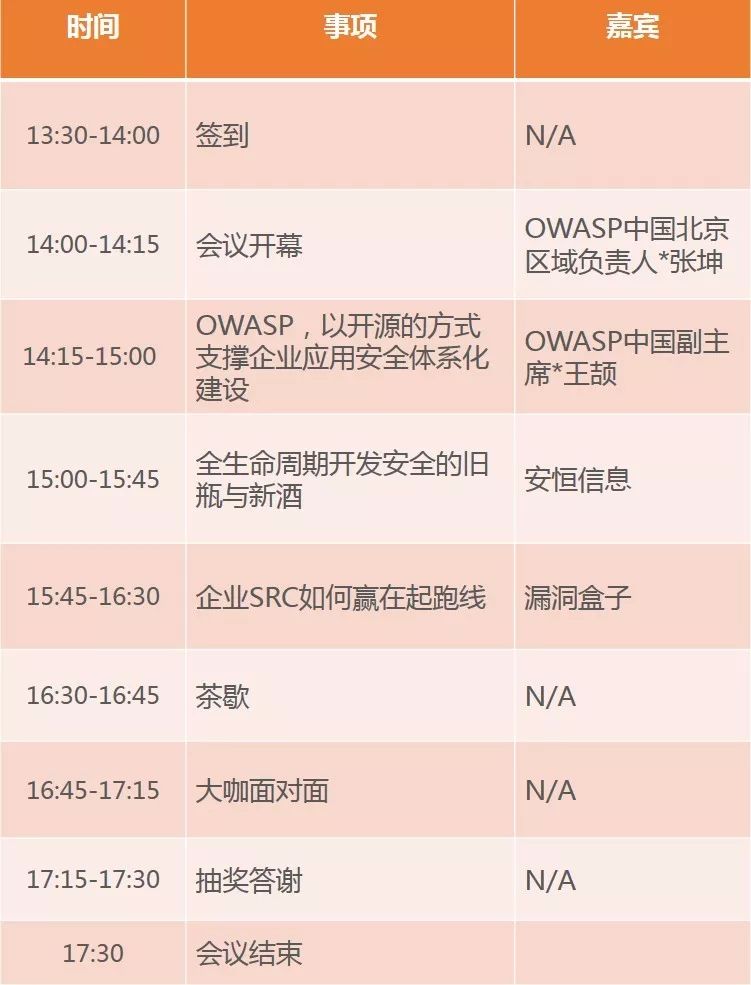 时间 事项 嘉宾
13:30-14:00 签到 N/A
14:00-14:15 会议开幕 OWASP中国北京
区域负责人*张坤
14:15-15:00 OWASP，以开源的方式
支撑企业应用安全体系化
建设
OWASP中国副主
席*王颉
15:00-15:45 全生命周期开发安全的旧
瓶与新酒
安恒信息
15:45-16:30 企业SRC如何赢在起跑线 漏洞盒子
16:30-16:45 茶歇 N/A
16:45-17:15 大咖面对面 N/A
17:15-17:30 抽奖答谢 N/A
17:30 会议结束